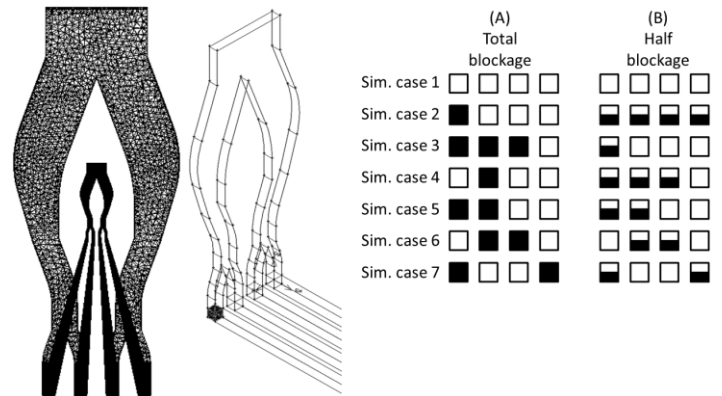 (A)
Total
blockage
(B)
Half
blockage
Sim. case 1
Sim. case 2
Sim. case 3
Sim. case 4
Sim. case 5
Sim. case 6
Sim. case 7